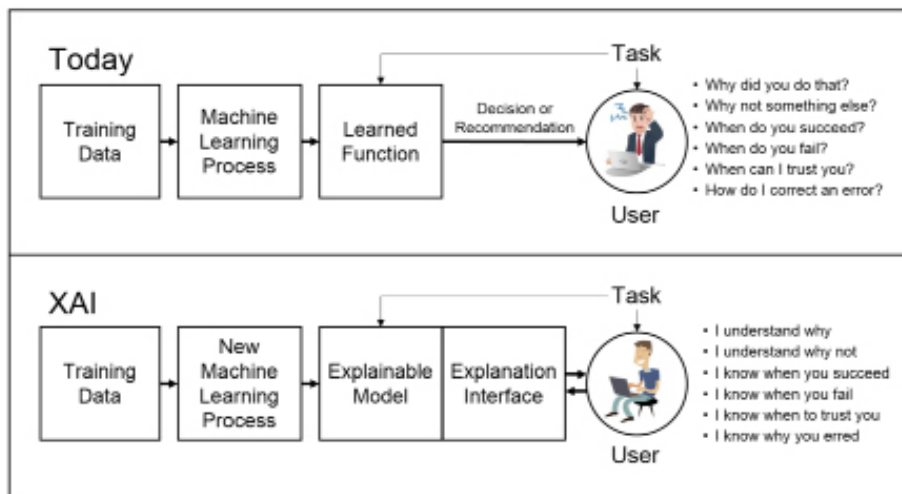 Today
Task
Training
Data
Machine
Learning
Process
Learned
Function
Decision or
Recommendation
User
• Why did you do that?
• Why not something else?
• When do you succeed?
• When do you fail?
• When can I trust you?
• How do I correct an error?
XAI
Task
Training
Data
New
Machine
Learning
Process
Explainable
Model
Explanation
Interface
User
• I understand why
• I understand why not
• I know when you succeed
• I know when you fail
• I know when to trust you
• I know why you erred